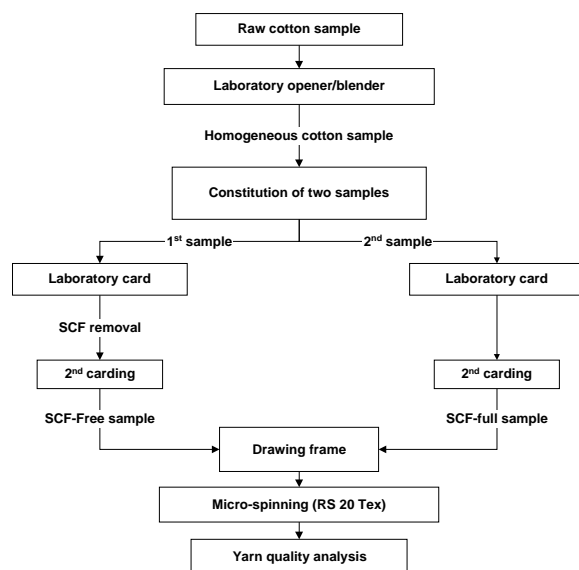 Raw cotton sample
Laboratory opener/blender
Homogeneous cotton sample
Constitution of two samples
1st sample
2nd sample
Laboratory card
Laboratory card
SCF removal
2nd carding
2nd carding
SCF-Free sample
SCF-full sample
Drawing frame
Micro-spinning (RS 20 Tex)
Yarn quality analysis